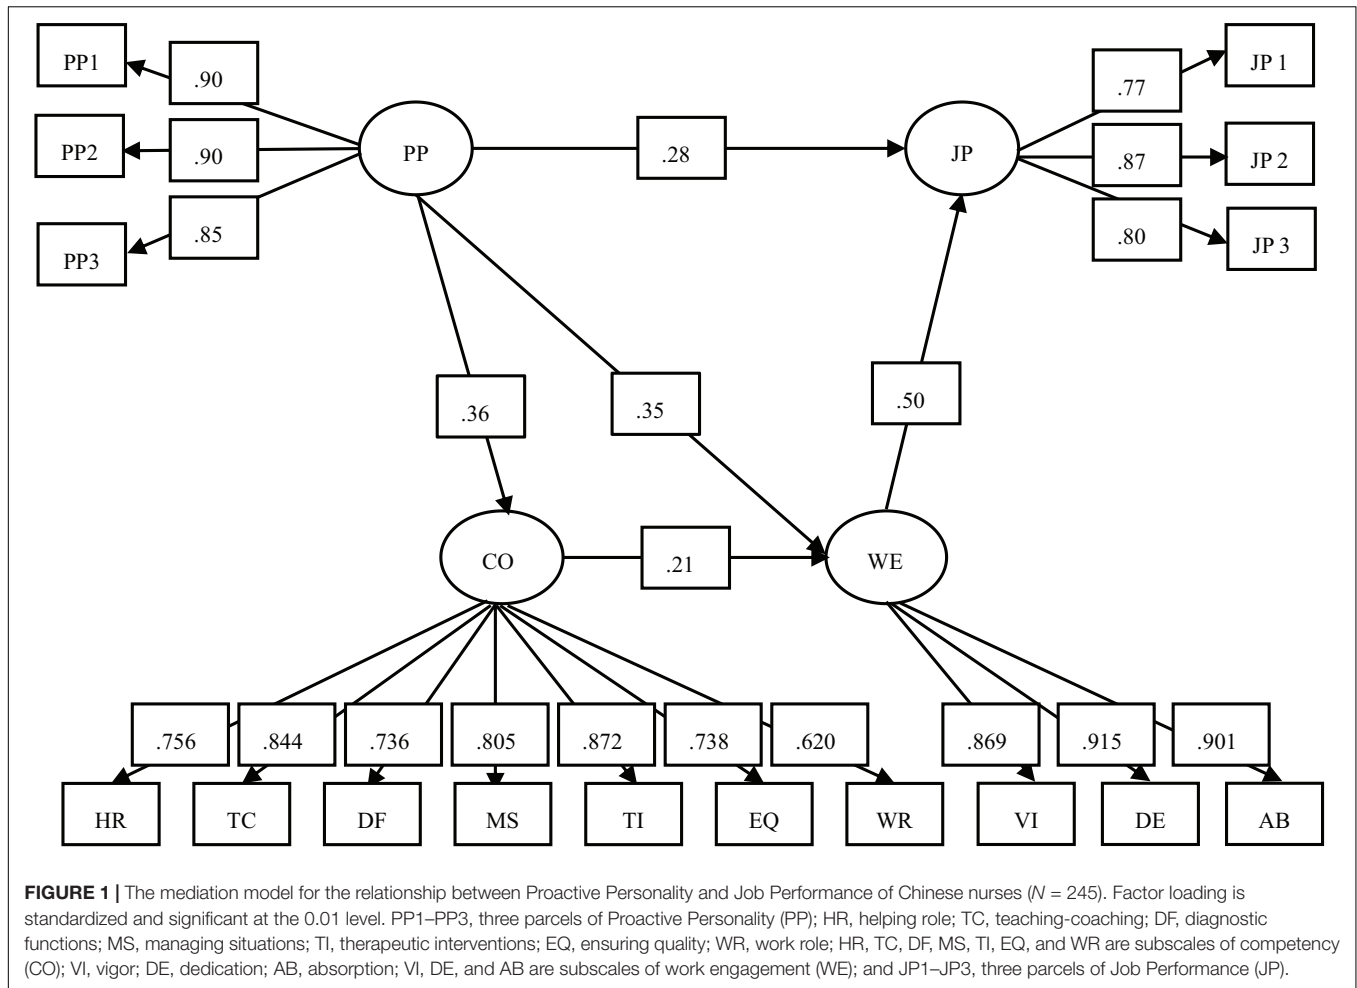 PP1
.90
JP 1
.77
PP2
.90
PP
.28
JP
.87
JP 2
PP3
.85
.80
JP 3
.36
.35
.50
CO
.21
WE
.756
.844
.736
.805
.872
.738
.620
.869
.915
.901
HR
TC
DF
MS
TI
EQ
WR
VI
DE
AB
FIGURE 1 | The mediation model for the relationship between Proactive Personality and Job Performance of Chinese nurses (N = 245). Factor loading is
standardized and significant at the 0.01 level. PP1–PP3, three parcels of Proactive Personality (PP); HR, helping role; TC, teaching-coaching; DF, diagnostic
functions; MS, managing situations; TI, therapeutic interventions; EQ, ensuring quality; WR, work role; HR, TC, DF, MS, TI, EQ, and WR are subscales of competency
(CO); VI, vigor; DE, dedication; AB, absorption; VI, DE, and AB are subscales of work engagement (WE); and JP1–JP3, three parcels of Job Performance (JP).